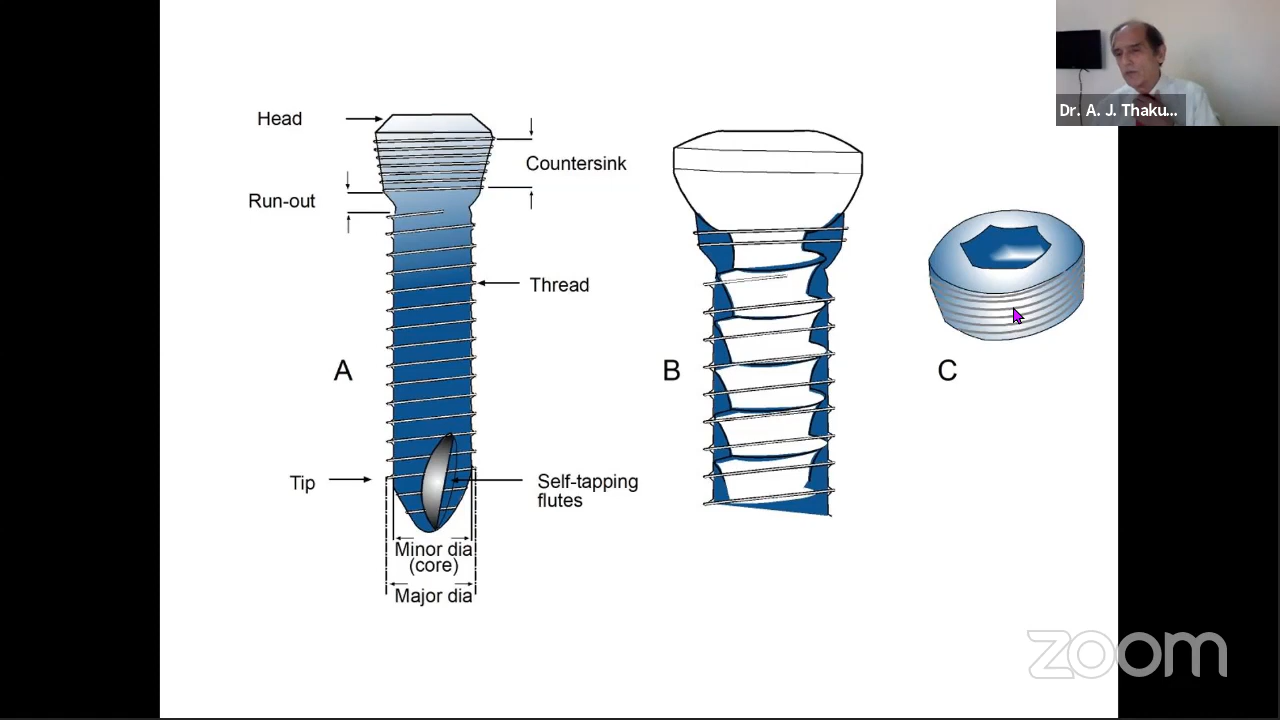 Dr. A. J. Thaku...
Head
Countersink
Run-out
Thread
A
B
C
Tip
Self-tapping
flutes
Minor dia
(core)
Major dia
zoom